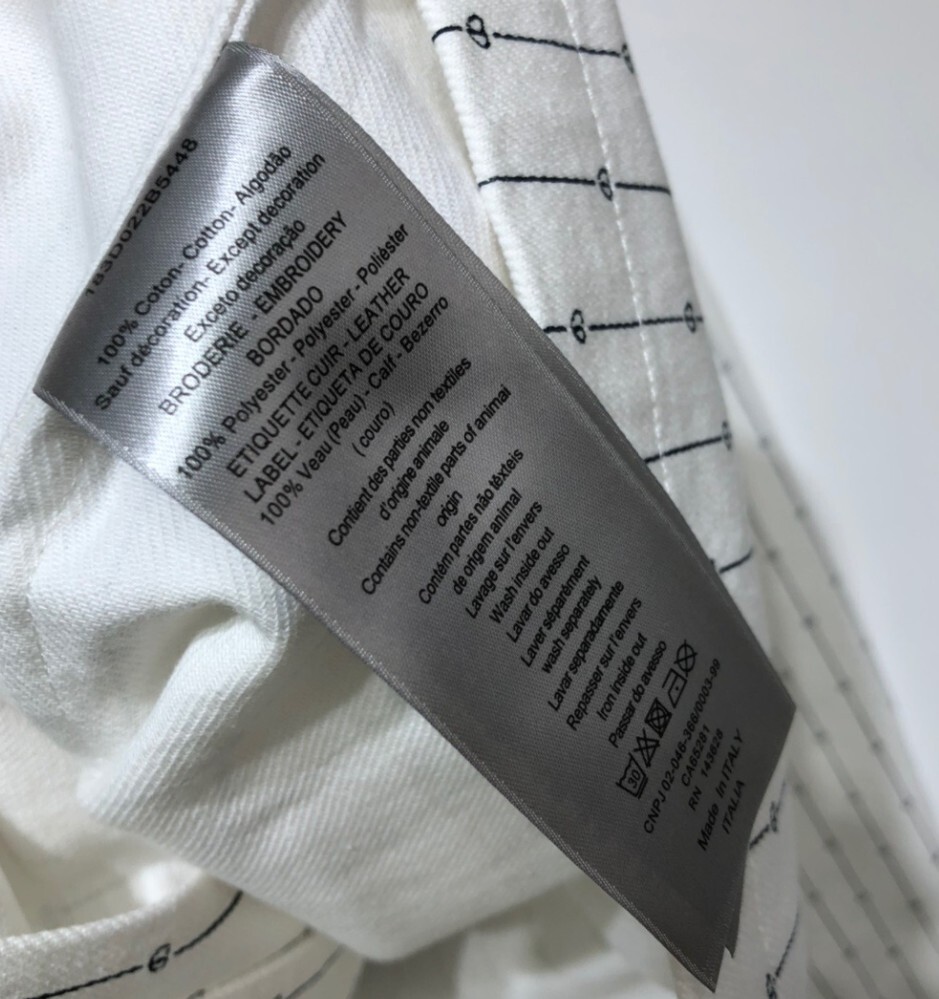 183D022B5448
100% Coton- Cotton- Algodão
Sauf décoration- Except decoration
Exceto decoração
BRODERIE - EMBROIDERY
BORDADO
100% Polyester - Polyester - Poliéster
ETIQUETTE CUIR - LEATHER
LABEL - ETIQUETA DE COURO
100% Veau (Peau) - Calf - Bezerro
(couro)
Contient des parties non textiles
d'origine animale
Contains non-textile parts of animal
origin
Contém partes não têxteis
de origem animal
Lavage sur l'envers
Wash inside out
Lavar do avesso
Laver séparément
wash separately
Lavar separadamente
Repasser sur l'envers
Iron inside out
Passar do avesso
30
CNPJ 02-046-366/0003-99
CA55281
RN 143628
Made In ITALY
ITALIA